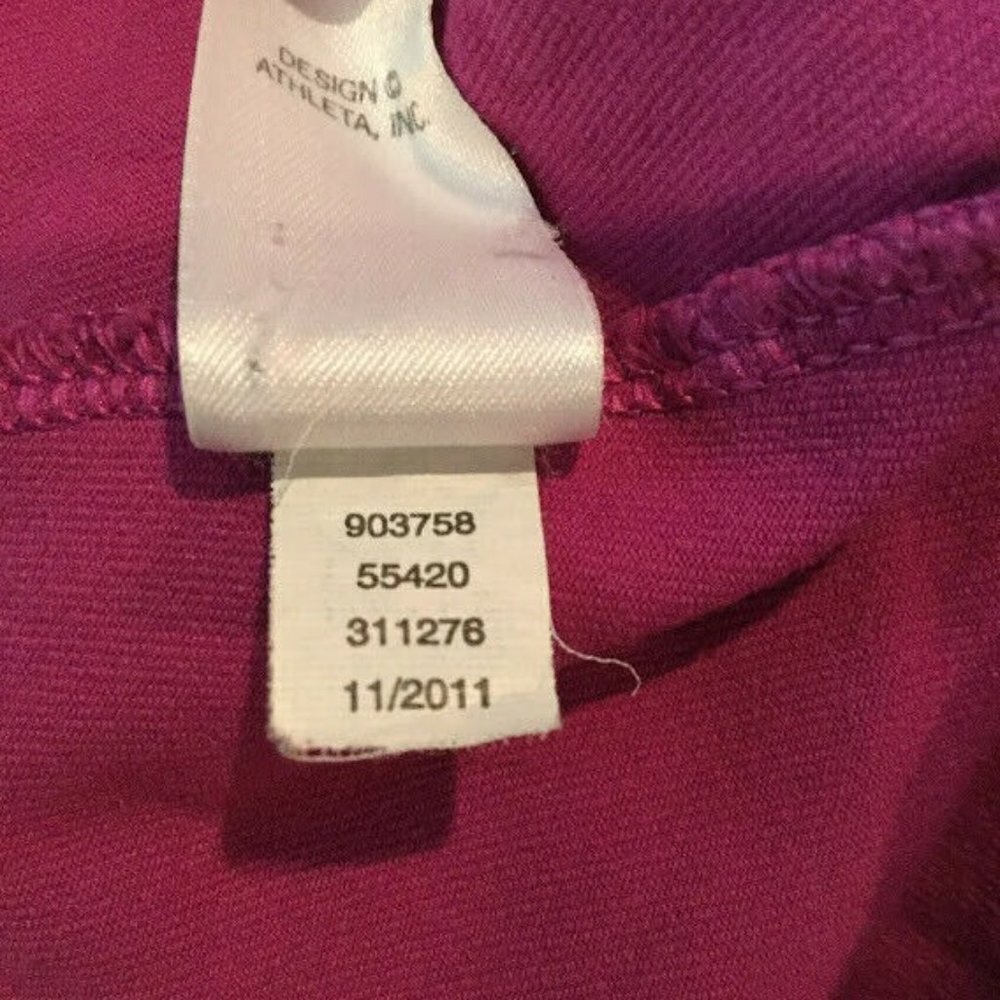 DESIGN ©
ATHLETA, INC.
903758
55420
311276
11/2011